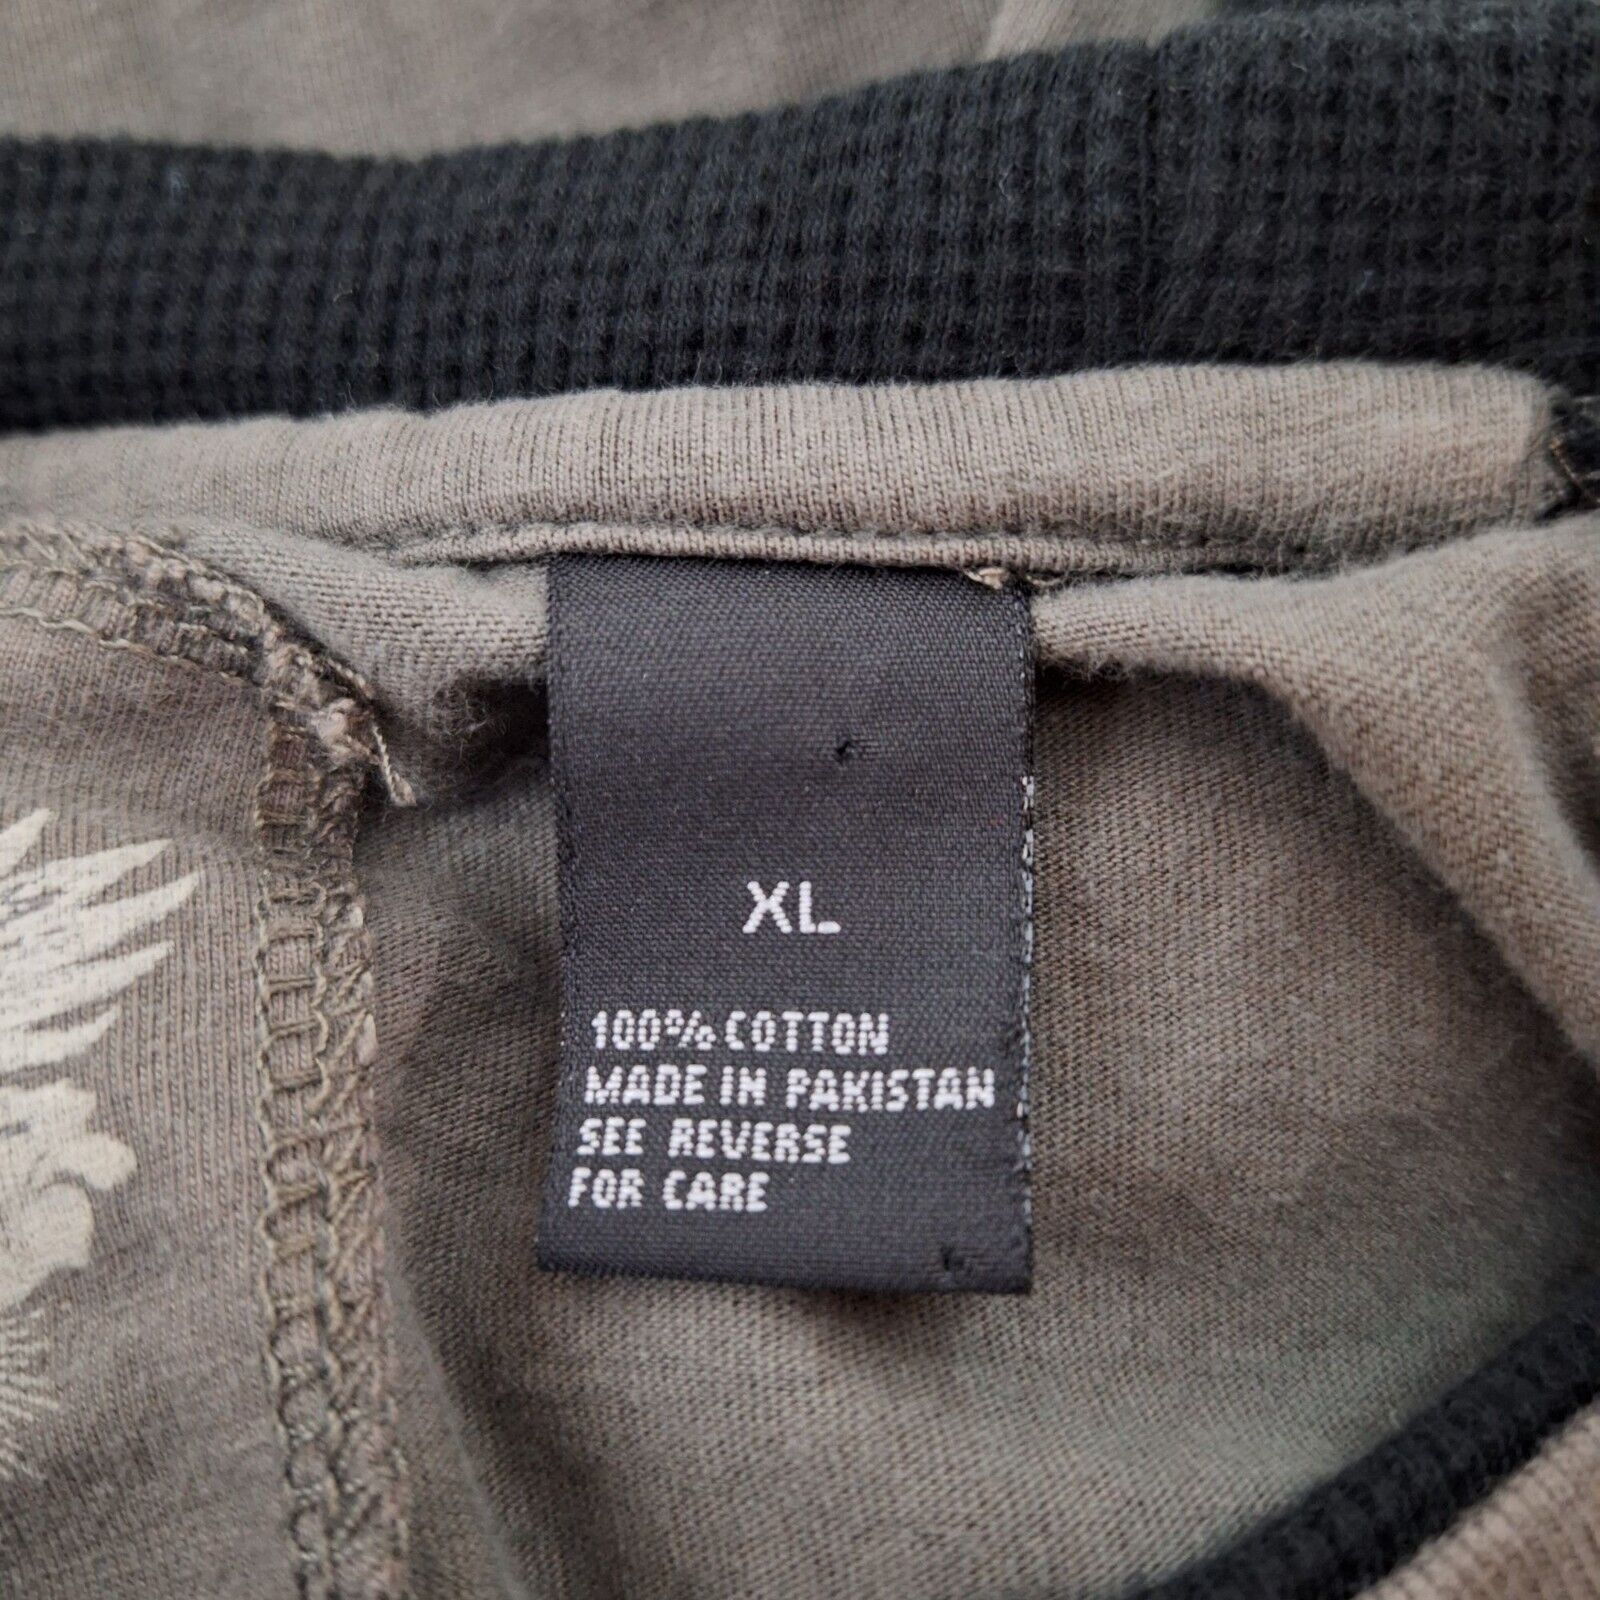 XL
100% COTTON
MADE IN PAKISTAN
SEE REVERSE
FOR CARE